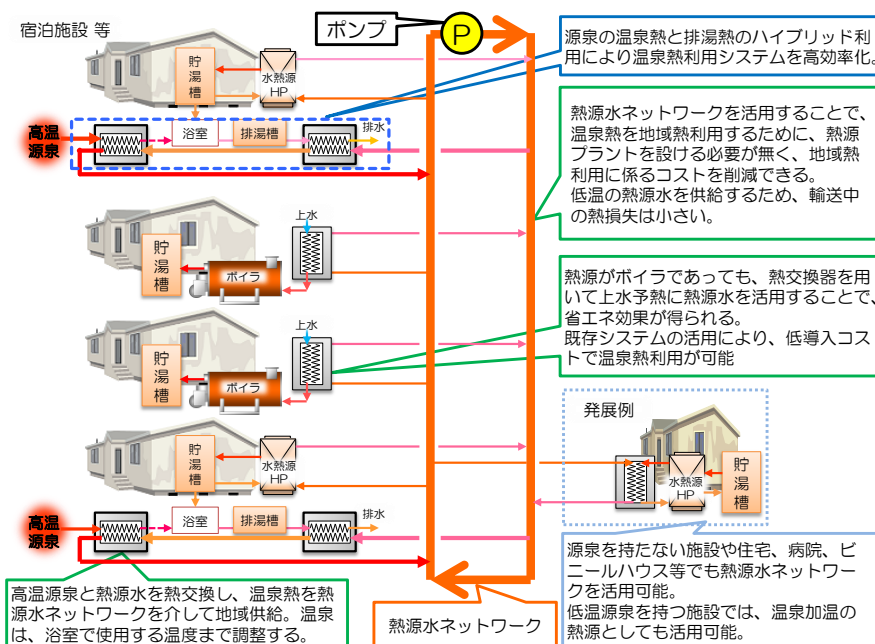 宿泊施設 等
ポンプ
P
源泉の温泉熱と排湯熱のハイブリッド利
用により温泉熱利用システムを高効率化。
貯湯槽
水熱源
HP
高温
源泉
浴室
排湯槽
排水
熱源水ネットワークを活用することで、
温泉熱を地域熱利用するために、熱源
プラントを設ける必要が無く、地域熱
利用に係るコストを削減できる。
低温の熱源水を供給するため、輸送中
の熱損失は小さい。
上水
貯湯槽
ボイラ
熱源がボイラであっても、熱交換器を用
いて上水予熱に熱源水を活用することで、
省エネ効果が得られる。
既存システムの活用により、低導入コス
トで温泉熱利用が可能
上水
貯湯槽
ボイラ
発展例
水熱源
HP
貯湯槽
貯湯槽
水熱源
HP
高温
源泉
浴室
排湯槽
排水
源泉を持たない施設や住宅、病院、ビ
ニールハウス等でも熱源水ネットワー
クを活用可能。
低温源泉を持つ施設では、温泉加温の
熱源としても活用可能。
高温源泉と熱源水を熱交換し、温泉熱を熱
源水ネットワークを介して地域供給。温泉
は、浴室で使用する温度まで調整する。
熱源水ネットワーク